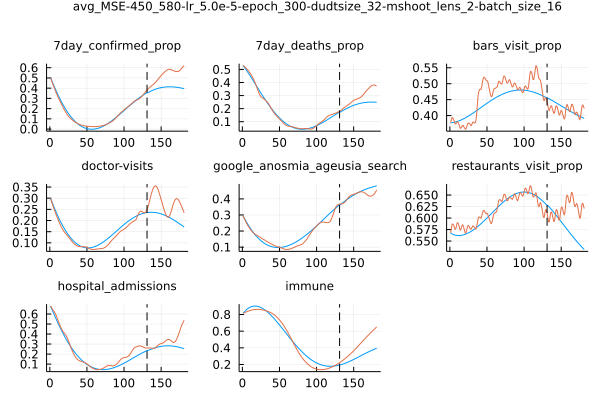 avg_MSE-450_580-lr_5.0e-5-epoch_300-dudtsize_32-mshoot_lens_2-batch_size_16
7day_confirmed_prop
0.6
0.5
0.4
0.3
0.2
0.1
0.0
0 50 100 150
7day_deaths_prop
0.5
0.4
0.3
0.2
0.1
0 50 100 150
bars_visit_prop
0.55
0.50
0.45
0.40
0 50 100 150
doctor-visits
0.35
0.30
0.25
0.20
0.15
0.10
0 50 100 150
google_anosmia_ageusia_search
0.4
0.3
0.2
0.1
0 50 100 150
restaurants_visit_prop
0.650
0.625
0.600
0.575
0.550
0 50 100 150
hospital_admissions
0.6
0.5
0.4
0.3
0.2
0.1
0 50 100 150
immune
0.8
0.6
0.4
0.2
0 50 100 150